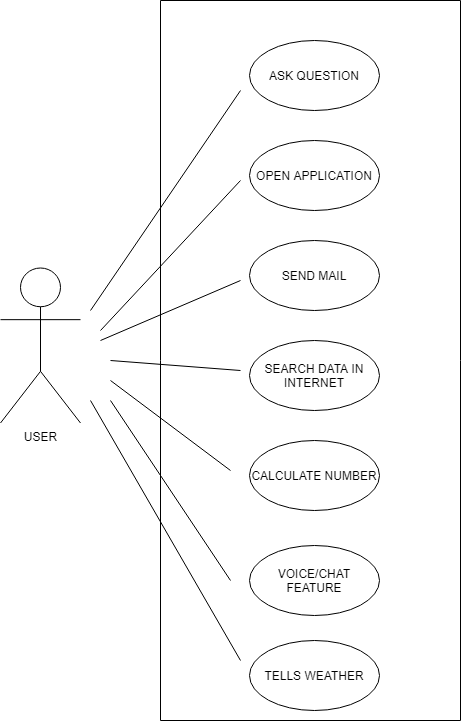 ASK QUESTION
OPEN APPLICATION
SEND MAIL
SEARCH DATA IN
INTERNET
USER
CALCULATE NUMBER
VOICE/CHAT
FEATURE
TELLS WEATHER